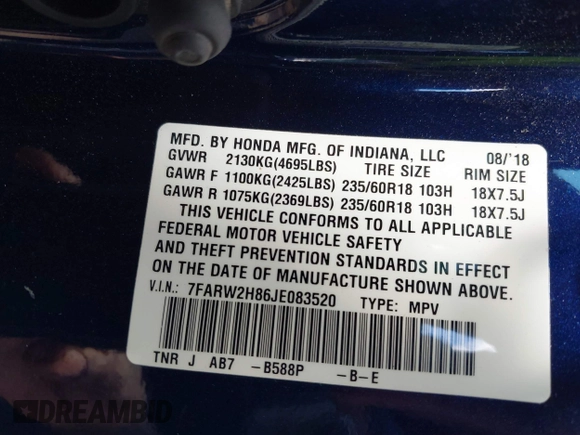 MFD. BY HONDA MFG. OF INDIANA, LLC 08/'18
GVWR 2130KG(4695LBS) TIRE SIZE RIM SIZE
GAWR F 1100KG(2425LBS) 235/60R18 103H 18X7.5J
GAWR R 1075KG(2369LBS) 235/60R18 103H 18X7.5J
THIS VEHICLE CONFORMS TO ALL APPLICABLE
FEDERAL MOTOR VEHICLE SAFETY
AND THEFT PREVENTION STANDARDS IN EFFECT
ON THE DATE OF MANUFACTURE SHOWN ABOVE.
V.I.N.: 7FARW2H86JE083520 TYPE: MPV
TNR J AB7 -B588P -B-E
DREAMBID